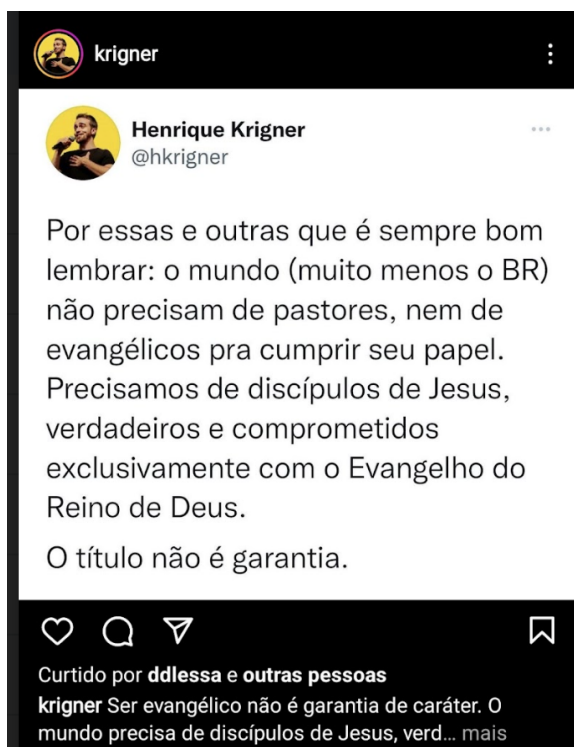 krigner
Henrique Krigner
@hkrigner
Por essas e outras que é sempre bom
lembrar: o mundo (muito menos o BR)
não precisam de pastores, nem de
evangélicos pra cumprir seu papel.
Precisamos de discípulos de Jesus,
verdadeiros e comprometidos
exclusivamente com o Evangelho do
Reino de Deus.
O título não é garantia.
Curtido por ddlessa e outras pessoas
krigner Ser evangélico não é garantia de caráter. O
mundo precisa de discípulos de Jesus, verd... mais